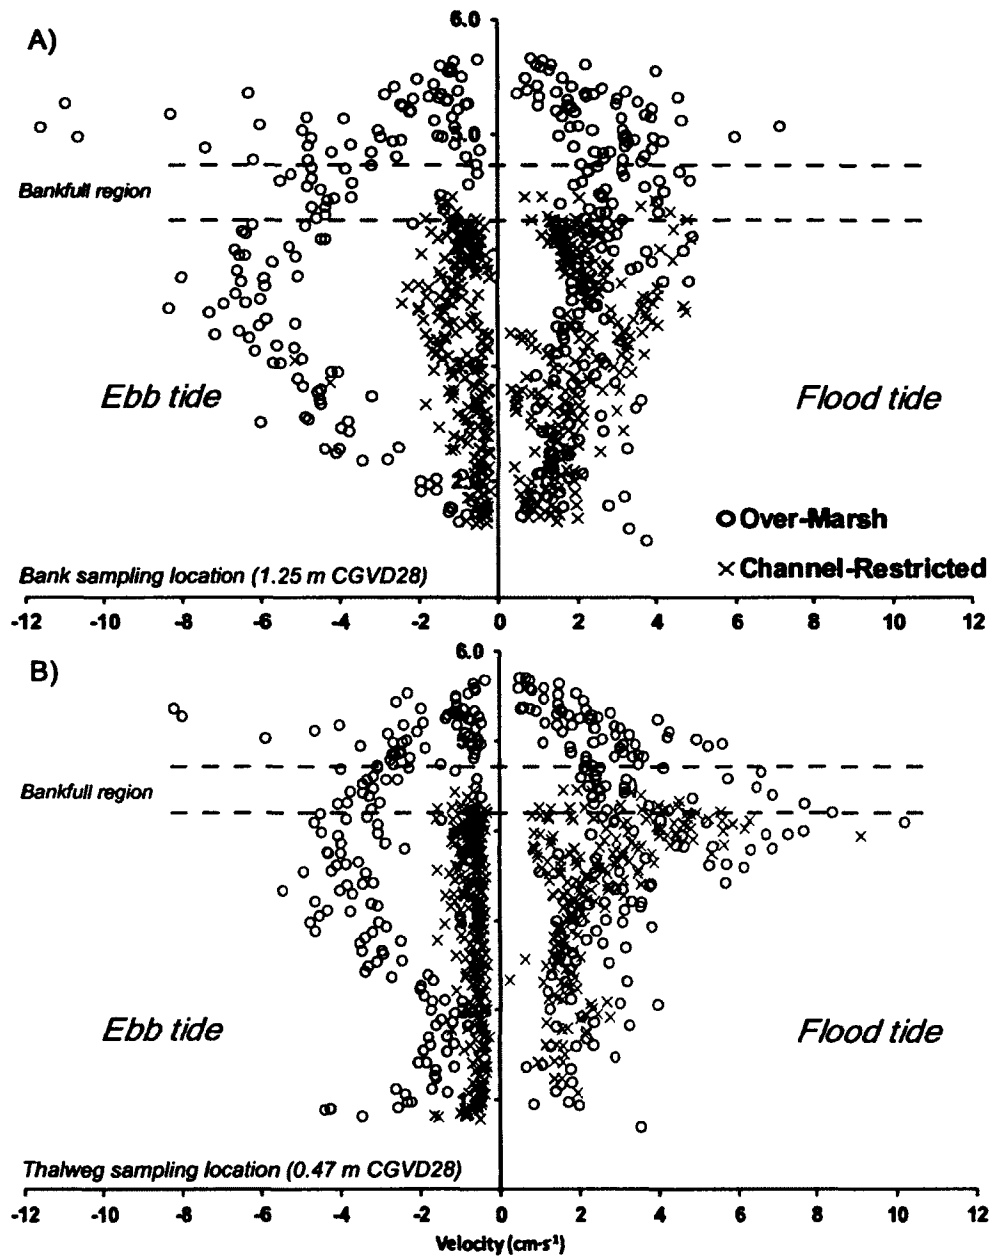 A)
6.0
5.0
Bankfull region
Ebb tide
Flood tide
Over-Marsh
Channel-Restricted
Bank sampling location (1.25 m CGVD28)
-12 -10 -8 -6 -4 -2 0 2 4 6 8 10 12
B)
6.0
Bankfull region
Ebb tide
Flood tide
Thalweg sampling location (0.47 m CGVD28)
-12 -10 -8 -6 -4 -2 0 2 4 6 8 10 12
Velocity (cm·s⁻¹)